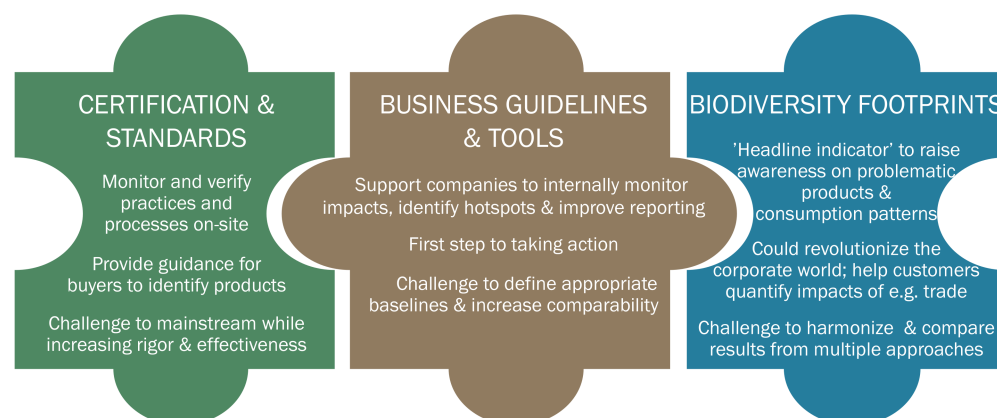 CERTIFICATION &
STANDARDS
Monitor and verify
practices and
processes on-site
Provide guidance for
buyers to identify products
Challenge to mainstream while
increasing rigor & effectiveness
BUSINESS GUIDELINES
& TOOLS
Support companies to internally monitor
impacts, identify hotspots & improve reporting
First step to taking action
Challenge to define appropriate
baselines & increase comparability
BIODIVERSITY FOOTPRINTS
'Headline indicator' to raise
awareness on problematic
products &
consumption patterns
Could revolutionize the
corporate world; help customers
quantify impacts of e.g. trade
Challenge to harmonize & compare
results from multiple approaches